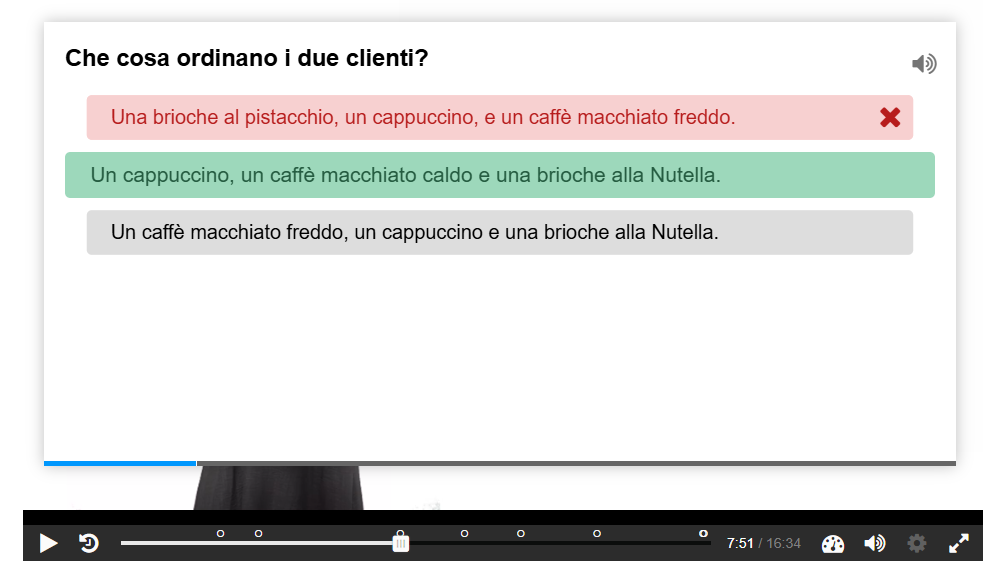 Che cosa ordinano i due clienti?
Una brioche al pistacchio, un cappuccino, e un caffè macchiato freddo.
Un cappuccino, un caffè macchiato caldo e una brioche alla Nutella.
Un caffè macchiato freddo, un cappuccino e una brioche alla Nutella.
7:51 / 16:34